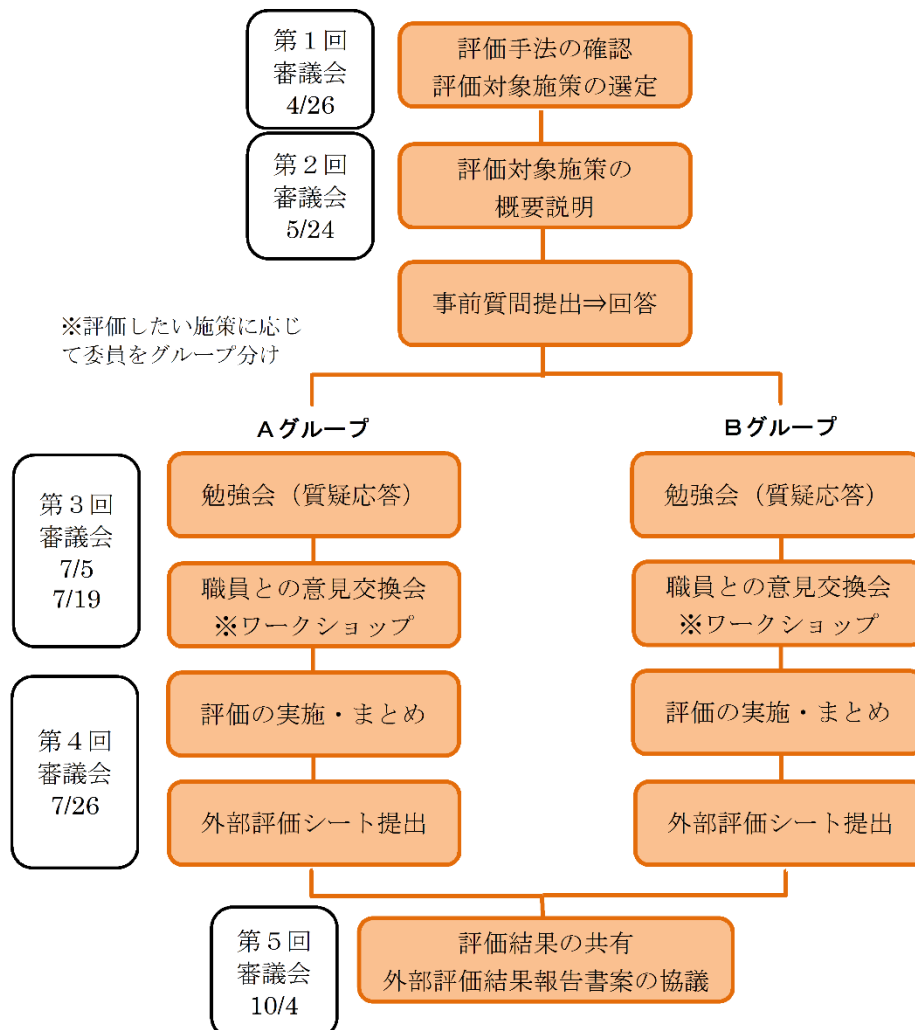 第１回
審議会
4/26
評価手法の確認
評価対象施策の選定
第２回
審議会
5/24
評価対象施策の
概要説明
事前質問提出⇒回答
※評価したい施策に応じ
て委員をグループ分け
Ａグループ
Ｂグループ
第３回
審議会
7/5
7/19
勉強会（質疑応答）
勉強会（質疑応答）
職員との意見交換会
※ワークショップ
職員との意見交換会
※ワークショップ
第４回
審議会
7/26
評価の実施・まとめ
評価の実施・まとめ
外部評価シート提出
外部評価シート提出
第５回
審議会
10/4
評価結果の共有
外部評価結果報告書案の協議